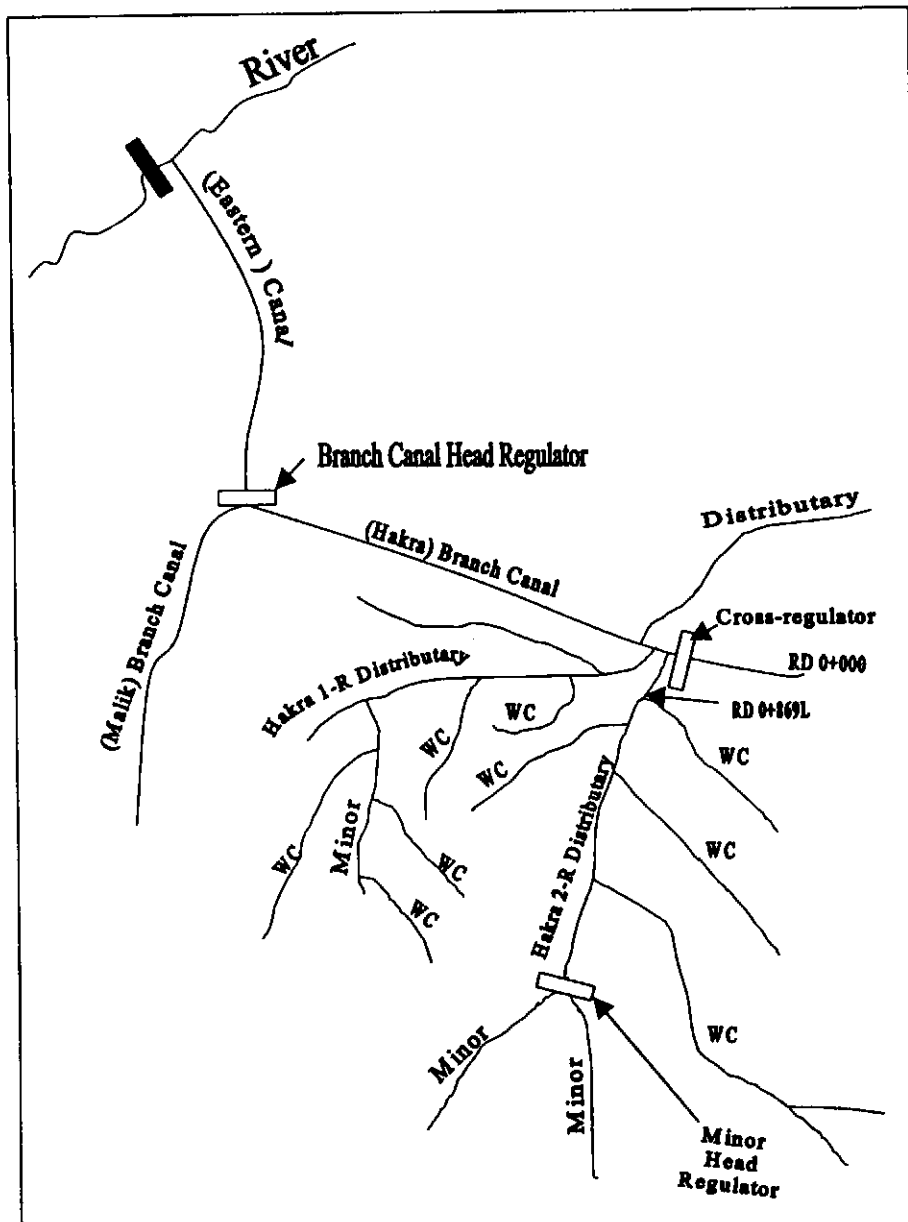 River
(Eastern ) Canal
Branch Canal Head Regulator
(Malik) Branch Canal
(Hakra) Branch Canal
Distributary
Cross-regulator
RD 0+000
RD 0+869L
Hakra 1-R Distributary
WC
WC
WC
WC
WC
Minor
WC
WC
WC
Hakra 2-R Distributary
WC
Minor
Minor
Minor
Head
Regulator